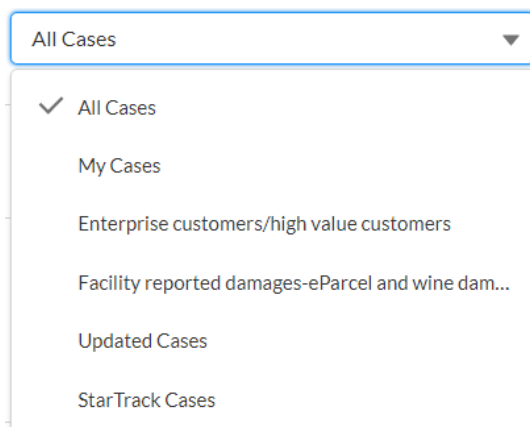 All Cases
All Cases
My Cases
Enterprise customers/high value customers
Facility reported damages-eParcel and wine dam...
Updated Cases
StarTrack Cases